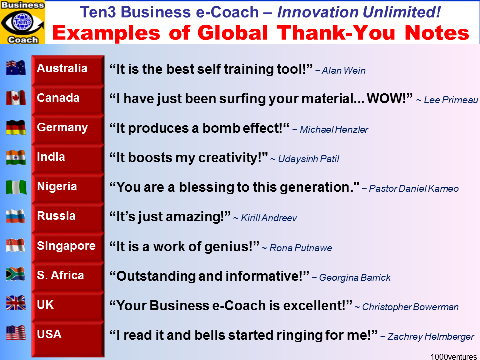 Business
Ten3
Coach
Ten3 Business e-Coach – Innovation Unlimited!
Examples of Global Thank-You Notes
Australia “It is the best self training tool!” ~ Alan Wein
Canada “I have just been surfing your material... WOW!” ~ Lee Primeau
Germany “It produces a bomb effect!“ ~ Michael Henzler
India “It boosts my creativity!" ~ Udaysinh Patil
Nigeria “You are a blessing to this generation." ~ Pastor Daniel Kameo
Russia “It’s just amazing!” ~ Kirill Andreev
Singapore “It is a work of genius!” ~ Rona Putnawe
S. Africa “Outstanding and informative!” ~ Georgina Barrick
UK “Your Business e-Coach is excellent!” ~ Christopher Bowerman
USA “I read it and bells started ringing for me!” ~ Zachrey Helmberger
1000ventures